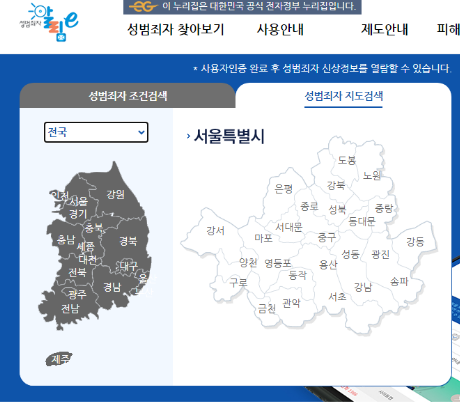 이 누리집은 대한민국 공식 전자정부 누리집입니다.
성범죄자 알림e
성범죄자 찾아보기 사용안내 제도안내 피해
* 사용자인증 완료 후 성범죄자 신상정보를 열람할 수 있습니다.
성범죄자 조건검색 성범죄자 지도검색
전국
› 서울특별시
인천 서울 강원
경기
충북
충남 세종 경북
대전
전북 대구 울
광주 경남
전남
제주
도봉
노원
은평 강북
종로 성북 중랑
강서 서대문 동대문
마포 중구 강동
양천 영등포 용산 성동 광진
구로 동작 강남 송파
금천 관악 서초